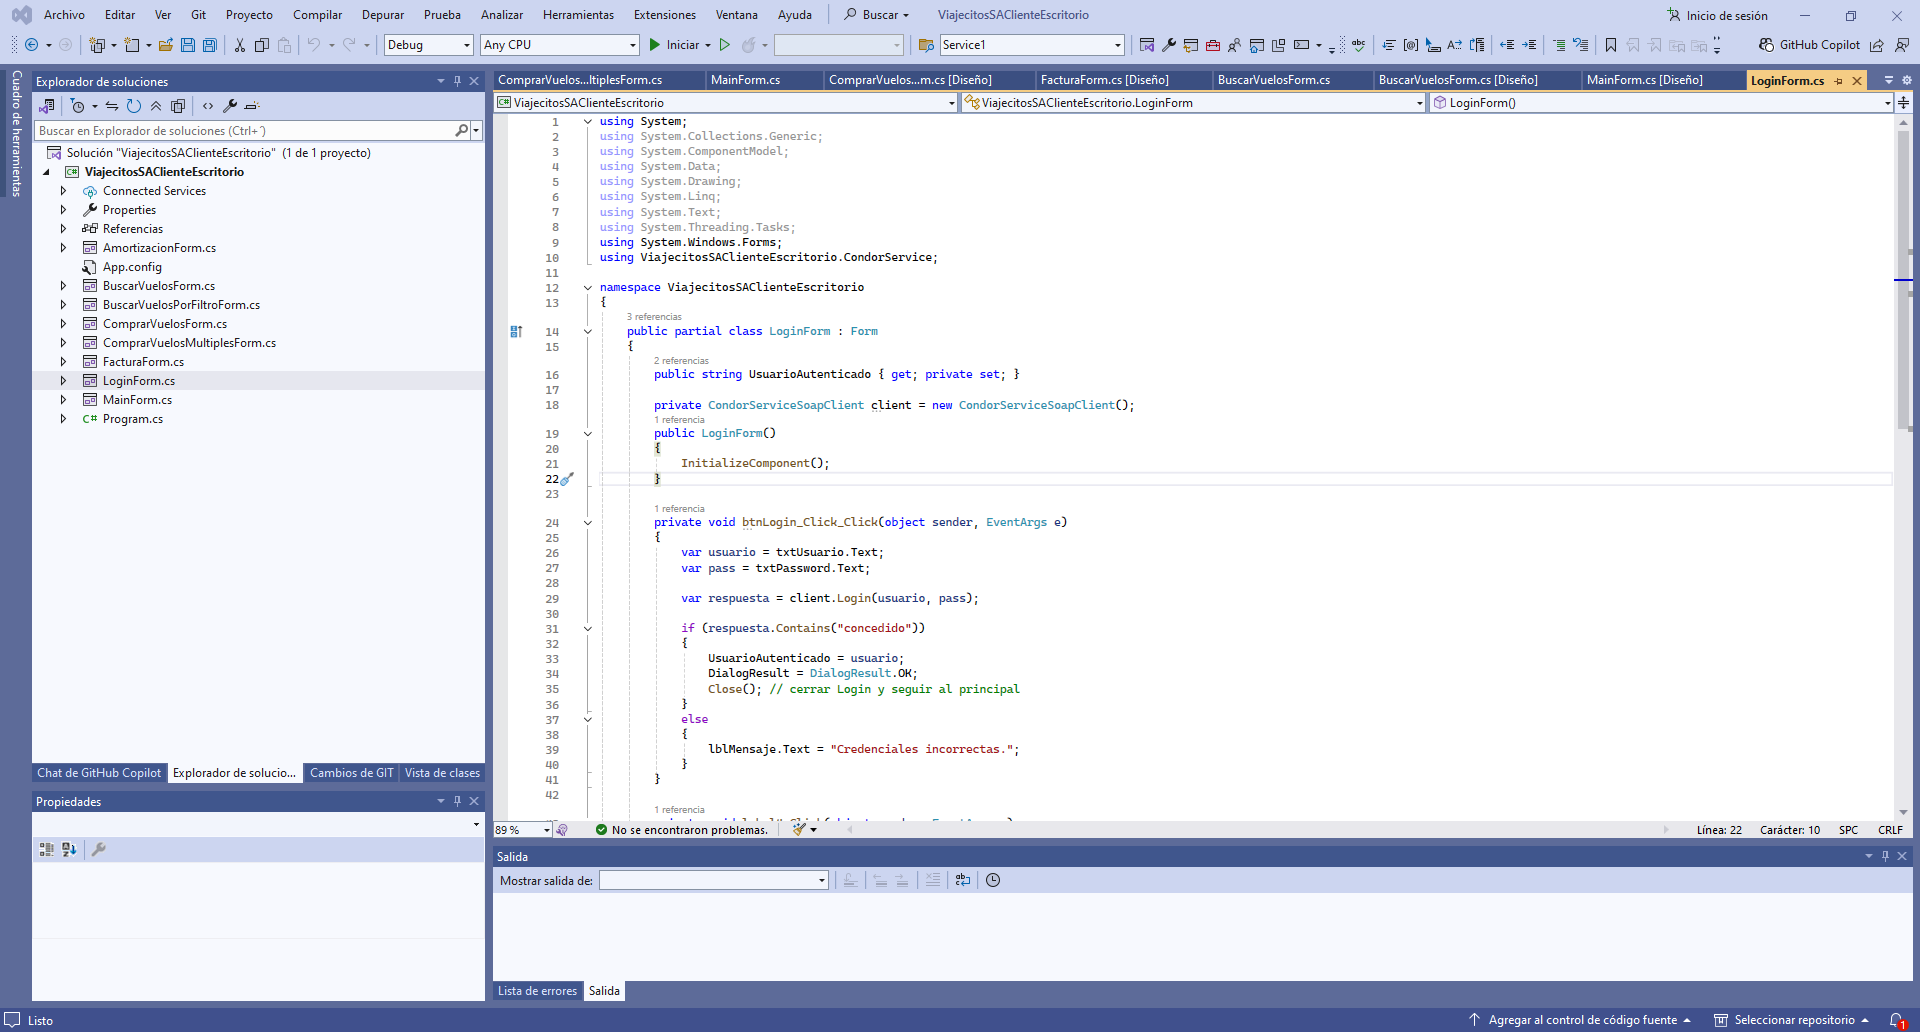 Archivo Editar Ver Git Proyecto Compilar Depurar Prueba Analizar Herramientas Extensiones Ventana Ayuda Buscar ViajecitosSAClienteEscritorio Inicio de sesión
Debug Any CPU Iniciar Service1 GitHub Copilot
Cuadro de herramientas
Explorador de soluciones
Buscar en Explorador de soluciones (Ctrl+´)
Solución "ViajecitosSAClienteEscritorio" (1 de 1 proyecto)
ViajecitosSAClienteEscritorio
Connected Services
Properties
Referencias
AmortizacionForm.cs
App.config
BuscarVuelosForm.cs
BuscarVuelosPorFiltroForm.cs
ComprarVuelosForm.cs
ComprarVuelosMultiplesForm.cs
FacturaForm.cs
LoginForm.cs
MainForm.cs
C# Program.cs
Chat de GitHub Copilot Explorador de solucio... Cambios de GIT Vista de clases
Propiedades
ComprarVuelos...ltiplesForm.cs MainForm.cs ComprarVuelos...m.cs [Diseño] FacturaForm.cs [Diseño] BuscarVuelosForm.cs BuscarVuelosForm.cs [Diseño] MainForm.cs [Diseño] LoginForm.cs
ViajecitosSAClienteEscritorio ViajecitosSAClienteEscritorio.LoginForm LoginForm()
1 using System;
2 using System.Collections.Generic;
3 using System.ComponentModel;
4 using System.Data;
5 using System.Drawing;
6 using System.Linq;
7 using System.Text;
8 using System.Threading.Tasks;
9 using System.Windows.Forms;
10 using ViajecitosSAClienteEscritorio.CondorService;
11
12 namespace ViajecitosSAClienteEscritorio
13 {
3 referencias
14 public partial class LoginForm : Form
15 {
2 referencias
16 public string UsuarioAutenticado { get; private set; }
17
18 private CondorServiceSoapClient client = new CondorServiceSoapClient();
1 referencia
19 public LoginForm()
20 {
21 InitializeComponent();
22 }
23
1 referencia
24 private void btnLogin_Click_Click(object sender, EventArgs e)
25 {
26 var usuario = txtUsuario.Text;
27 var pass = txtPassword.Text;
28
29 var respuesta = client.Login(usuario, pass);
30
31 if (respuesta.Contains("concedido"))
32 {
33 UsuarioAutenticado = usuario;
34 DialogResult = DialogResult.OK;
35 Close(); // cerrar Login y seguir al principal
36 }
37 else
38 {
39 lblMensaje.Text = "Credenciales incorrectas.";
40 }
41 }
42
1 referencia
89 % No se encontraron problemas. Línea: 22 Carácter: 10 SPC CRLF
Salida
Mostrar salida de:
Lista de errores Salida
Listo Agregar al control de código fuente Seleccionar repositorio 1